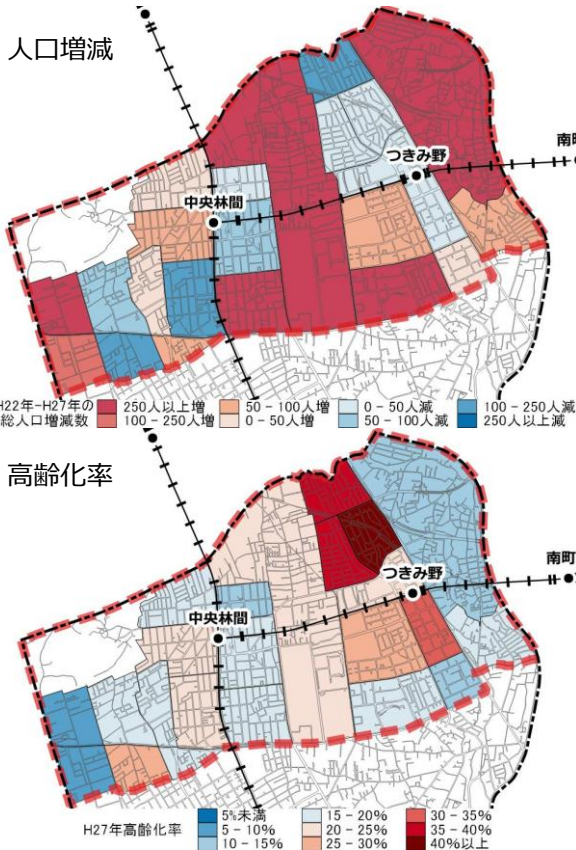 人口増減
つきみ野
南町
中央林間
H22年-H27年の
総人口増減数
250人以上増
100－250人増
50－100人増
0－50人増
0－50人減
50－100人減
100－250人減
250人以上減
高齢化率
つきみ野
南町
中央林間
H27年高齢化率
5%未満
5－10%
10－15%
15－20%
20－25%
25－30%
30－35%
35－40%
40%以上